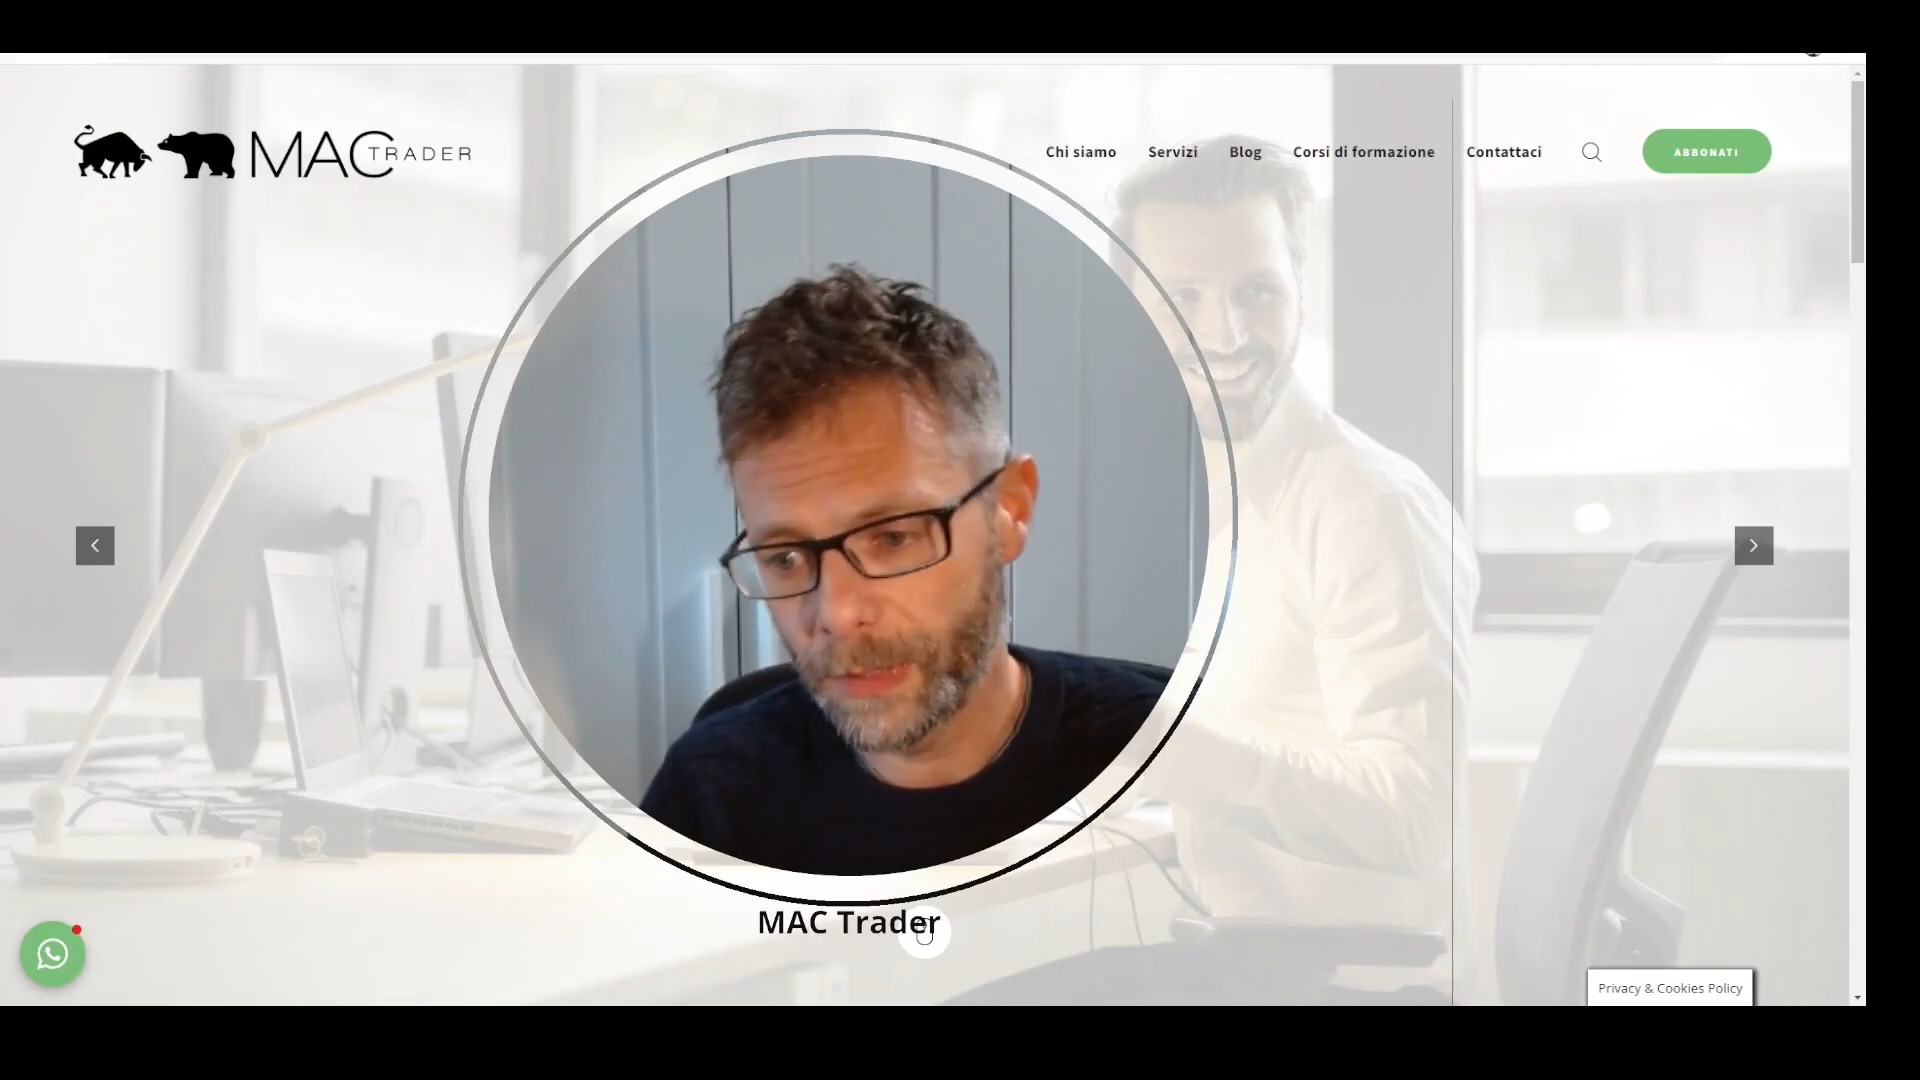 MAC TRADER
Chi siamo
Servizi
Blog
Corsi di formazione
Contattaci
ABBONATI
MAC Trader
Privacy & Cookies Policy